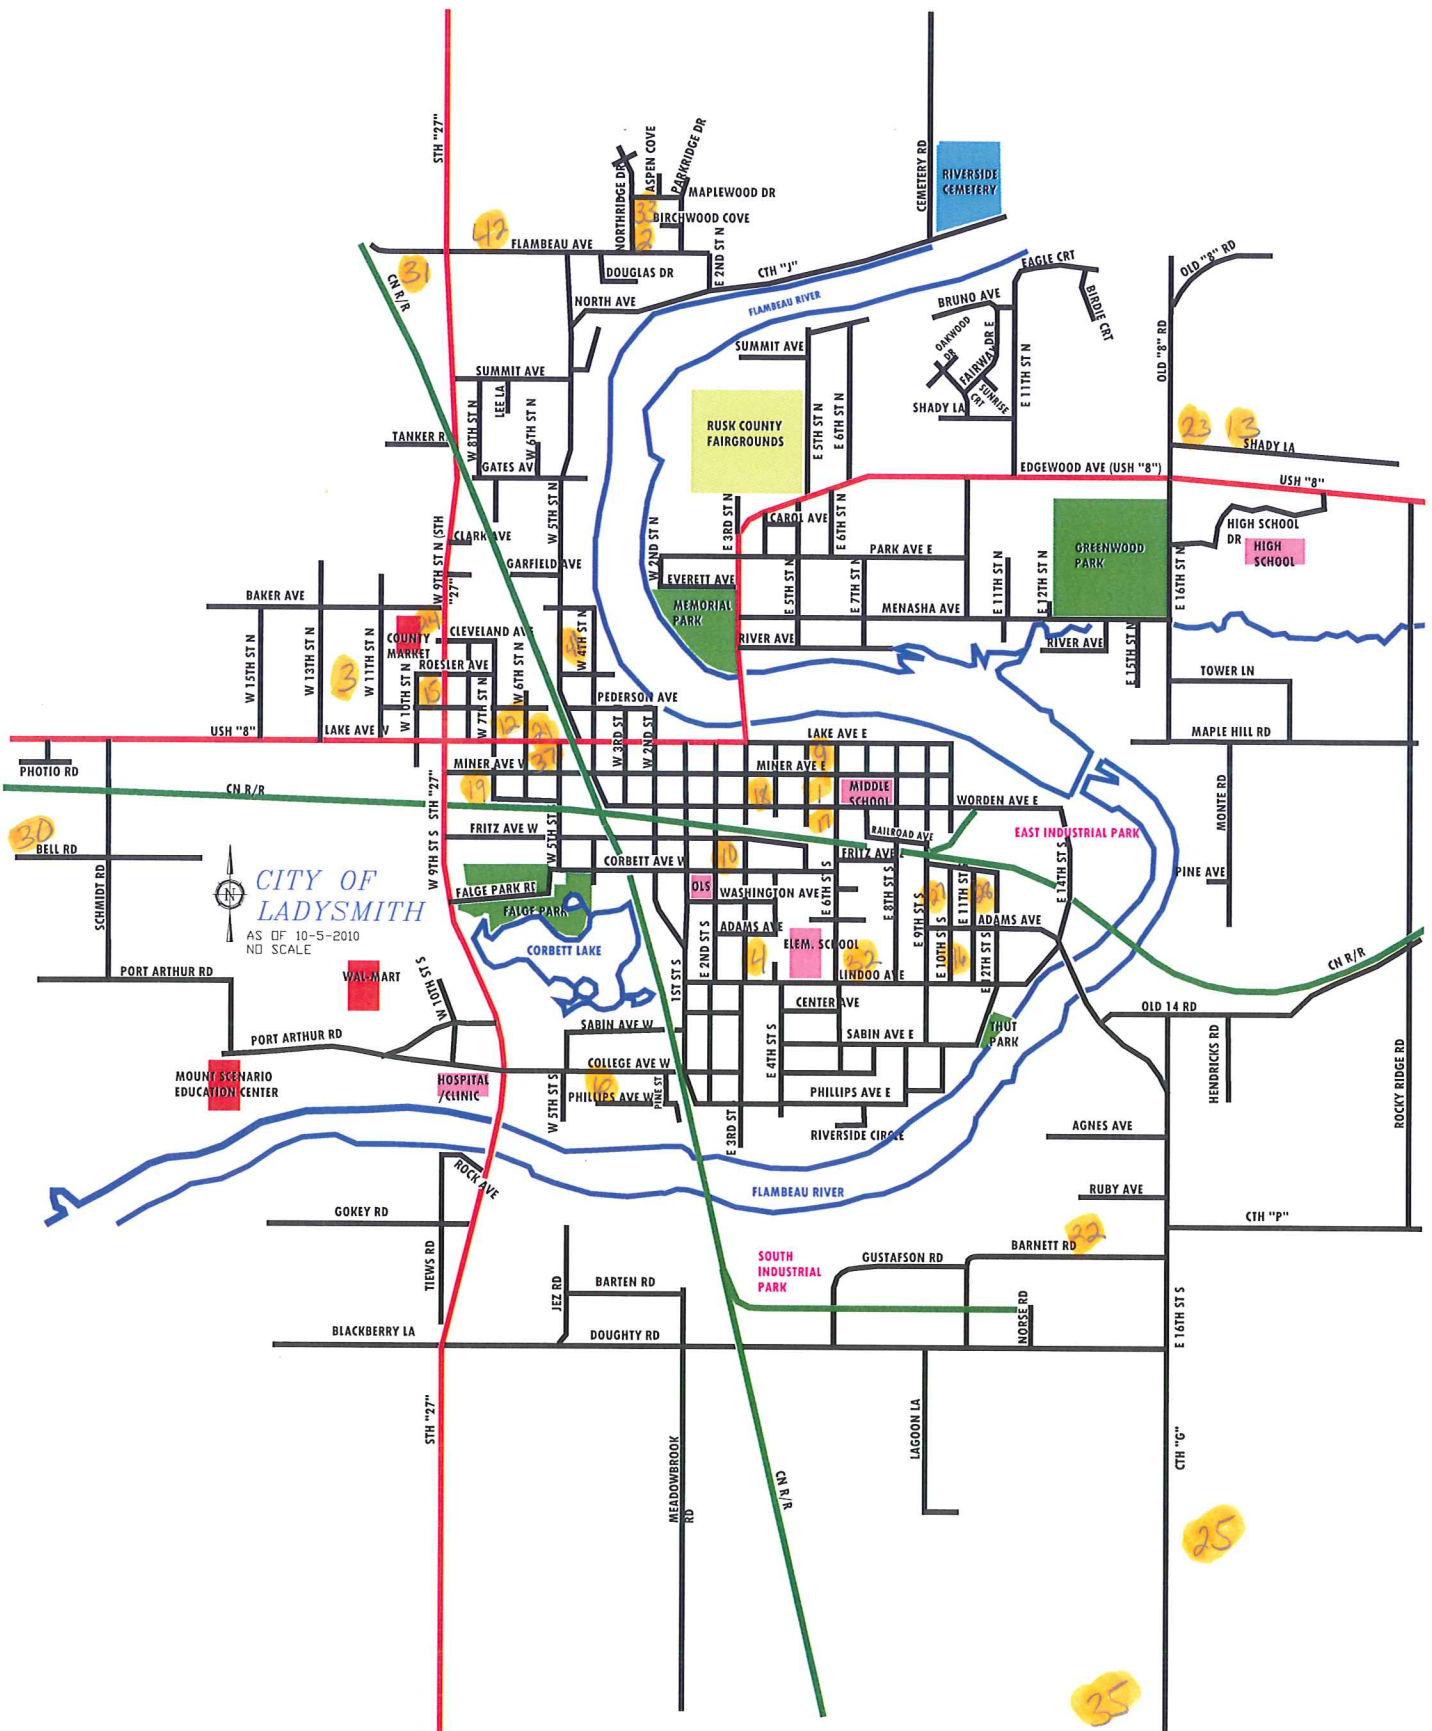 STH "27"
NORTHRIDGE DR
ASPEN COVE
PARKRIDGE DR
MAPLEWOOD DR
33
BIRCHWOOD COVE
2
CEMETERY RD
RIVERSIDE
CEMETERY
42
FLAMBEAU AVE
31
CN R/R
DOUGLAS DR
E 2ND ST N
CTH "J"
NORTH AVE
FLAMBEAU RIVER
EAGLE CRT
BIRDIE CRT
BRUNO AVE
OAKWOOD
DR
FAIRWAY
DR E
SUNRISE
CRT
SHADY LA
E 11TH ST N
OLD "8" RD
OLD "8" RD
SUMMIT AVE
SUMMIT AVE
LEE LA
W 8TH ST N
W 6TH ST N
TANKER R
GATES AV
RUSK COUNTY
FAIRGROUNDS
E 5TH ST N
E 6TH ST N
23
13
SHADY LA
EDGEWOOD AVE (USH "8")
USH "8"
W 9TH ST N (STH
"27"
CLARK AVE
W 5TH ST N
GARFIELD AVE
W 2ND ST N
E 3RD ST N
CAROL AVE
E 6TH ST N
PARK AVE E
EVERETT AVE
MEMORIAL
PARK
E 5TH ST N
E 7TH ST N
MENASHA AVE
E 11TH ST N
E 12TH ST N
GREENWOOD
PARK
E 16TH ST N
HIGH SCHOOL
DR
HIGH
SCHOOL
BAKER AVE
W 15TH ST N
W 13TH ST N
W 11TH ST N
3
COUNTY
MARKET
CLEVELAND AVE
ROESLER AVE
W 10TH ST N
15
W 7TH ST N
W 6TH ST N
W 4TH ST N
RIVER AVE
RIVER AVE
E 15TH ST N
TOWER LN
PEDERSON AVE
W 3RD ST
W 2ND ST
12
21
37
USH "8"
LAKE AVE W
LAKE AVE E
9
MAPLE HILL RD
PHOTIO RD
MINER AVE W
MINER AVE E
CN R/R
STH "27"
19
18
1
17
MIDDLE
SCHOOL
WORDEN AVE E
RAILROAD AVE
EAST INDUSTRIAL PARK
MONTE RD
30
BELL RD
SCHMIDT RD
W 9TH ST S
FRITZ AVE W
W 5TH ST
CORBETT AVE W
10
FRITZ AVE E
E 14TH ST S
PINE AVE
N
CITY OF
LADYSMITH
AS OF 10-5-2010
NO SCALE
FALGE PARK RD
FALGE PARK
CORBETT LAKE
OLS
WASHINGTON AVE
ADAMS AVE
E 6TH ST S
E 8TH ST S
E 9TH ST S
27
E 11TH ST
28
ADAMS AVE
E 10TH ST S
16
E 12TH ST S
E 2ND ST S
1ST ST S
4
ELEM. SCHOOL
32
LINDOO AVE
CN R/R
PORT ARTHUR RD
WAL-MART
W 10TH ST S
CENTER AVE
OLD 14 RD
PORT ARTHUR RD
SABIN AVE W
SABIN AVE E
THUT
PARK
HENDRICKS RD
ROCKY RIDGE RD
MOUNT SCENARIO
EDUCATION CENTER
HOSPITAL
/CLINIC
COLLEGE AVE W
E 4TH ST S
W 5TH ST S
6
PHILLIPS AVE W
PINE ST
PHILLIPS AVE E
E 3RD ST
RIVERSIDE CIRCLE
AGNES AVE
ROCK AVE
FLAMBEAU RIVER
RUBY AVE
GOKEY RD
CTH "P"
TIEWS RD
22
SOUTH
INDUSTRIAL
PARK
GUSTAFSON RD
BARNETT RD
JEZ RD
BARTEN RD
NORSE RD
E 16TH ST S
BLACKBERRY LA
DOUGHTY RD
STH "27"
MEADOWBROOK
RD
CN R/R
LAGOON LA
CTH "G"
25
35